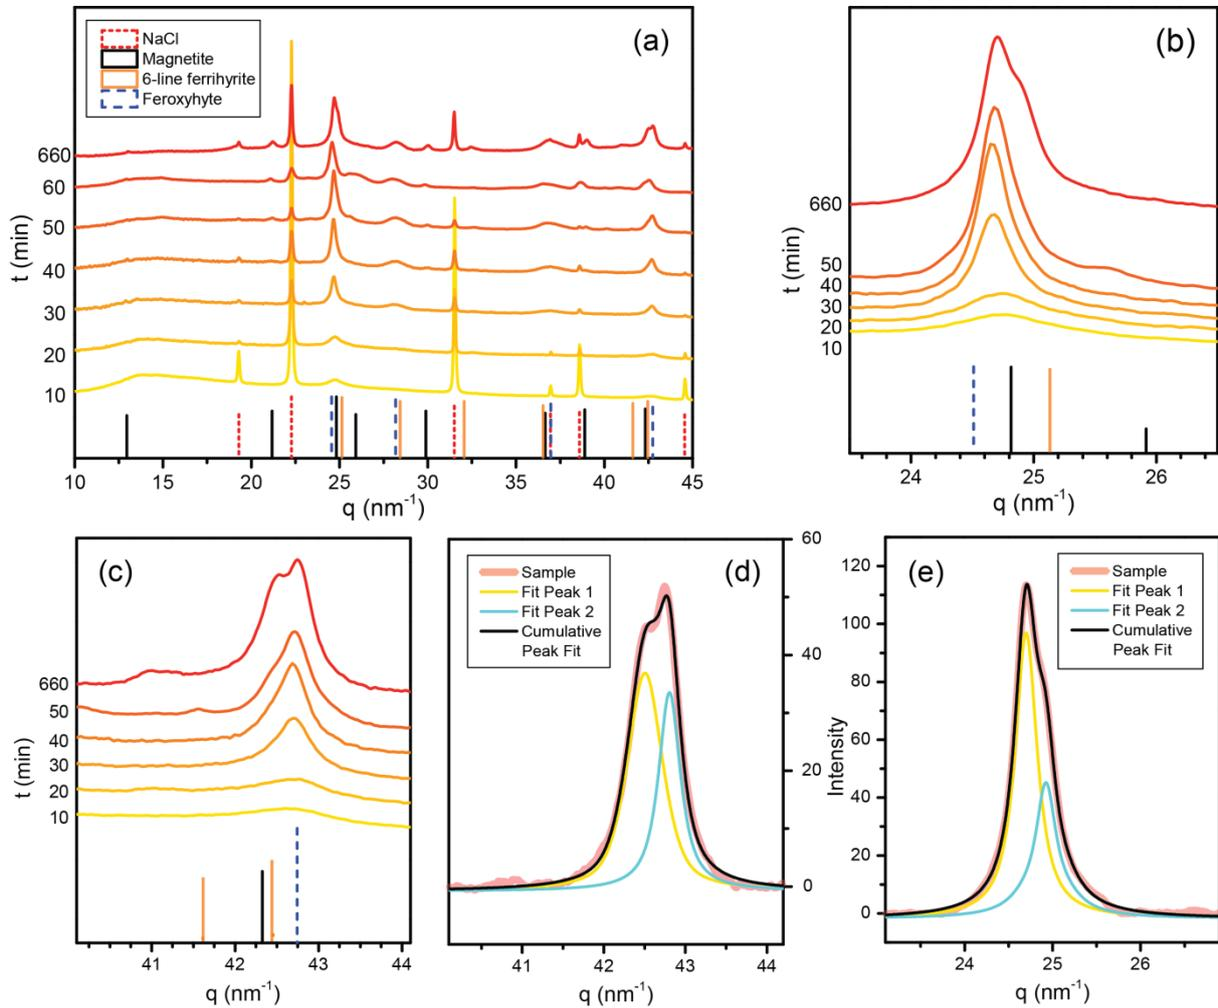 (a)
NaCl
Magnetite
6-line ferrihyrite
Feroxyhyte
t (min)
660
60
50
40
30
20
10
10 15 20 25 30 35 40 45
q (nm⁻¹)
(b)
t (min)
660
50
40
30
20
10
24 25 26
q (nm⁻¹)
(c)
t (min)
660
50
40
30
20
10
41 42 43 44
q (nm⁻¹)
(d)
Sample
Fit Peak 1
Fit Peak 2
Cumulative
Peak Fit
60
40
20
0
41 42 43 44
q (nm⁻¹)
(e)
Sample
Fit Peak 1
Fit Peak 2
Cumulative
Peak Fit
Intensity
120
100
80
60
40
20
0
24 25 26
q (nm⁻¹)